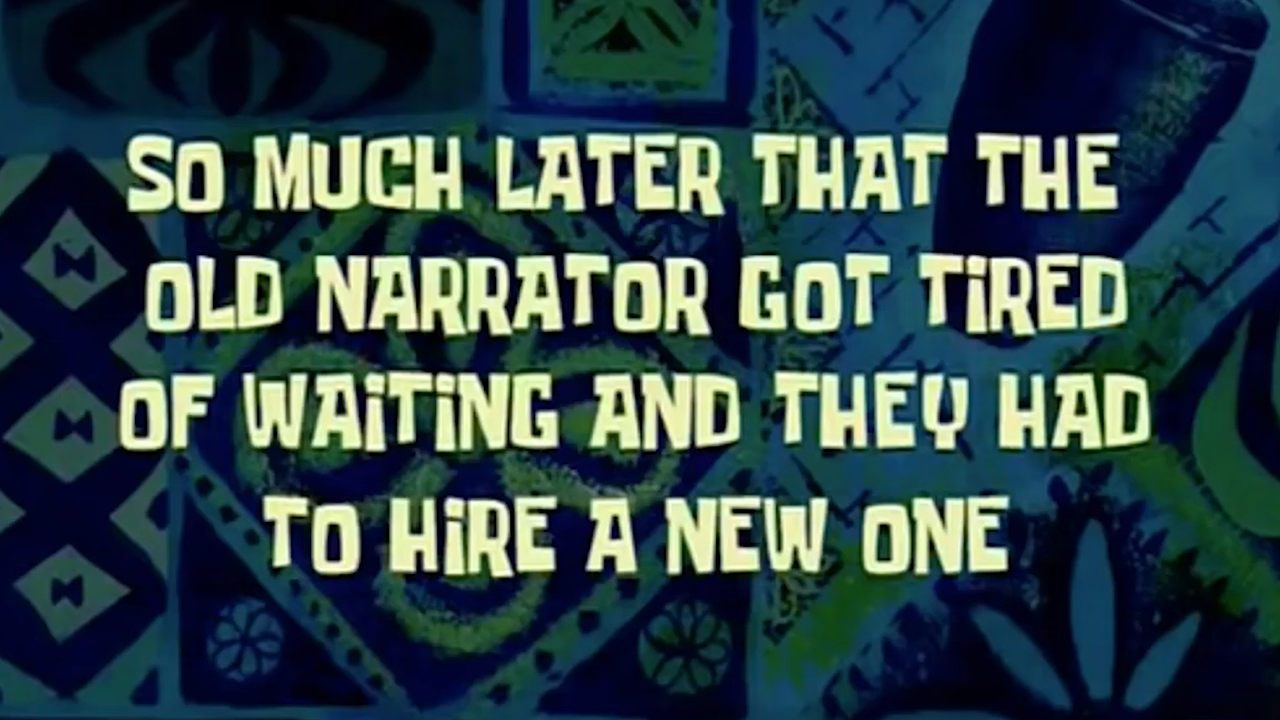 SO MUCH LATER THAT THE
OLD NARRATOR GOT TiRED
OF WAiTiNG AND THEY HAD
TO HiRE A NEW ONE